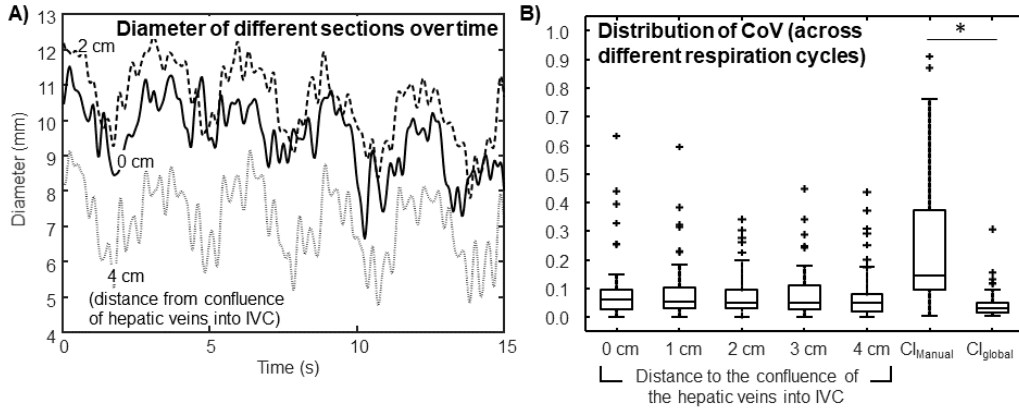 A)
Diameter of different sections over time
Diameter (mm)
13
12
11
10
9
8
7
6
5
4
2 cm
0 cm
4 cm
(distance from confluence
of hepatic veins into IVC)
0 5 10 15
Time (s)
B)
Distribution of CoV (across
different respiration cycles)
*
1.0
0.9
0.8
0.7
0.6
0.5
0.4
0.3
0.2
0.1
0.0
0 cm 1 cm 2 cm 3 cm 4 cm CI_Manual CI_global
Distance to the confluence of
the hepatic veins into IVC